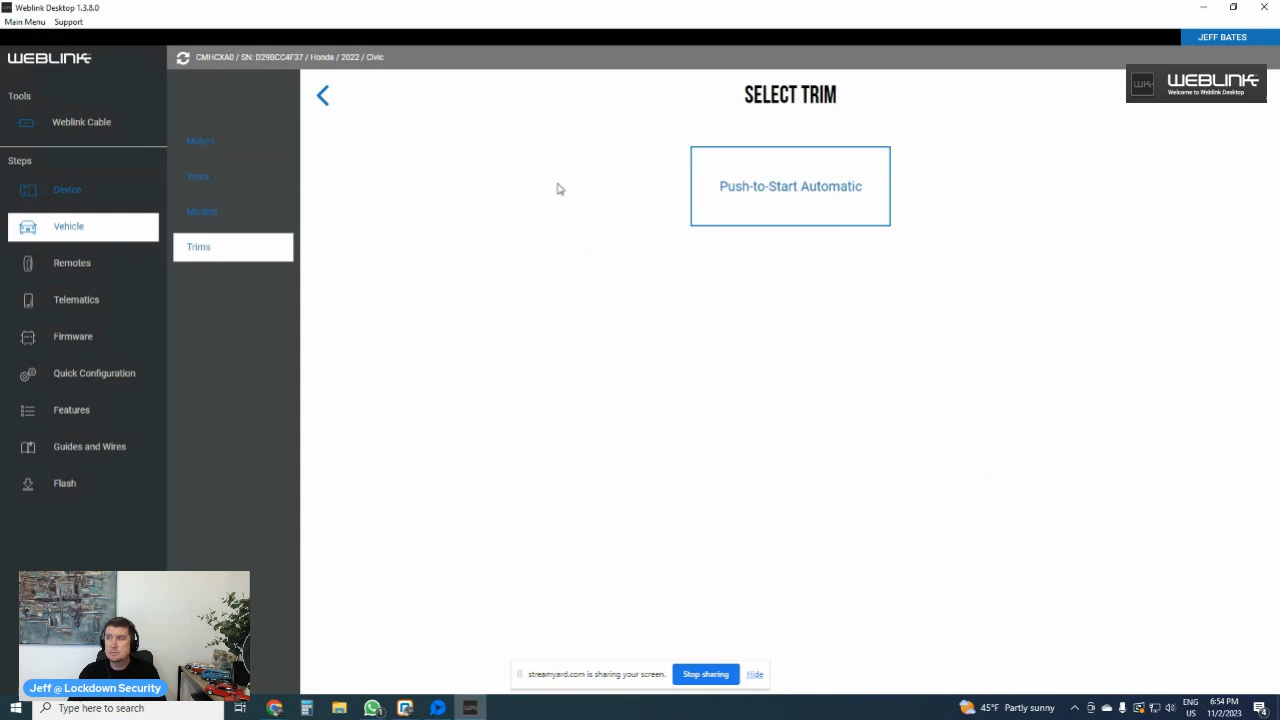 Weblink Desktop 1.3.8.0
Main Menu Support
JEFF BATES
WEBLINK
CMHCXA0 / SN: D29BCC4F37 / Honda / 2022 / Civic
WEBLINK
Welcome to Weblink Desktop
Tools
Weblink Cable
Steps
Device
Vehicle
Remotes
Telematics
Firmware
Quick Configuration
Features
Guides and Wires
Flash
Makes
Years
Models
Trims
SELECT TRIM
Push-to-Start Automatic
Jeff @ Lockdown Security
streamyard.com is sharing your screen. Stop sharing Hide
Type here to search
45°F Partly sunny
ENG
US
6:54 PM
11/2/2023
4